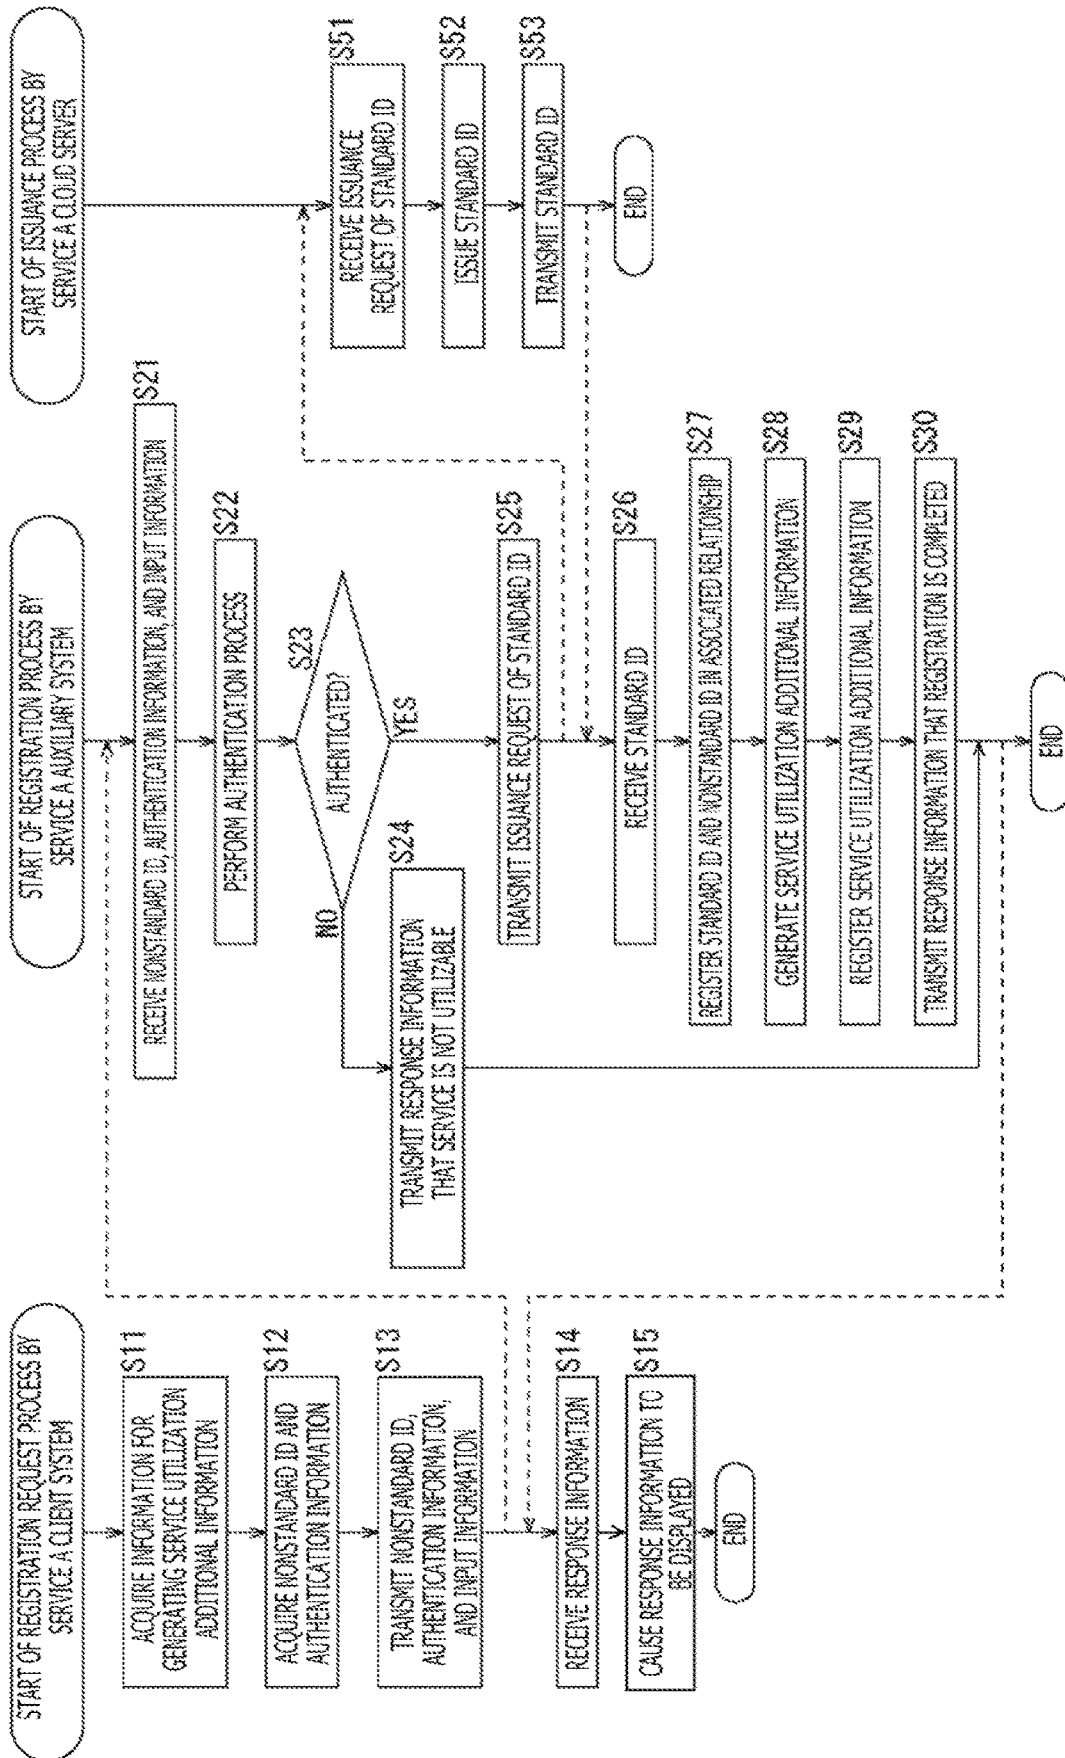 START OF REGISTRATION REQUEST PROCESS BY
SERVICE A CLIENT SYSTEM
S11
ACQUIRE INFORMATION FOR
GENERATING SERVICE UTILIZATION
ADDITIONAL INFORMATION
S12
ACQUIRE NONSTANDARD ID AND
AUTHENTICATION INFORMATION
S13
TRANSMIT NONSTANDARD ID,
AUTHENTICATION INFORMATION,
AND INPUT INFORMATION
S14
RECEIVE RESPONSE INFORMATION
S15
CAUSE RESPONSE INFORMATION TO
BE DISPLAYED
END
START OF REGISTRATION PROCESS BY
SERVICE A AUXILIARY SYSTEM
S21
RECEIVE NONSTANDARD ID, AUTHENTICATION INFORMATION, AND INPUT INFORMATION
S22
PERFORM AUTHENTICATION PROCESS
S23
AUTHENTICATED?
NO
YES
S24
TRANSMIT RESPONSE INFORMATION
THAT SERVICE IS NOT UTILIZABLE
S25
TRANSMIT ISSUANCE REQUEST OF STANDARD ID
S26
RECEIVE STANDARD ID
S27
REGISTER STANDARD ID AND NONSTANDARD ID IN ASSOCIATED RELATIONSHIP
S28
GENERATE SERVICE UTILIZATION ADDITIONAL INFORMATION
S29
REGISTER SERVICE UTILIZATION ADDITIONAL INFORMATION
S30
TRANSMIT RESPONSE INFORMATION THAT REGISTRATION IS COMPLETED
END
START OF ISSUANCE PROCESS BY
SERVICE A CLOUD SERVER
S51
RECEIVE ISSUANCE
REQUEST OF STANDARD ID
S52
ISSUE STANDARD ID
S53
TRANSMIT STANDARD ID
END